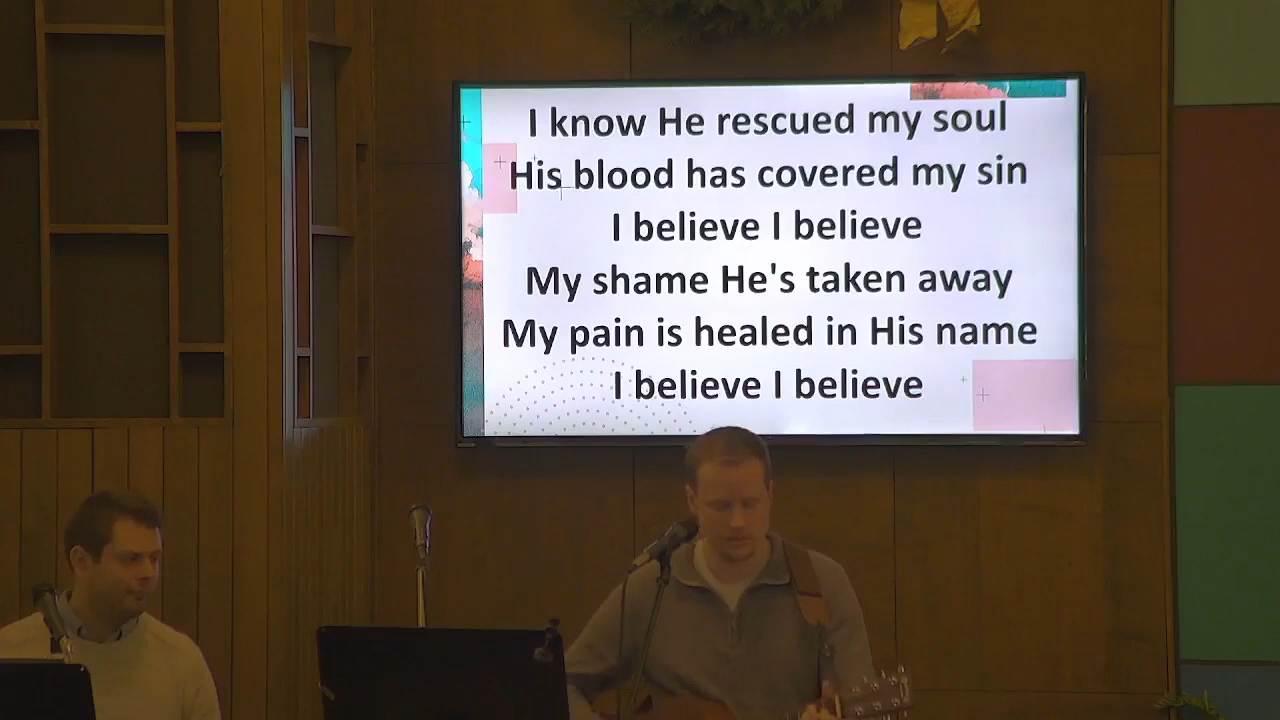 I know He rescued my soul
His blood has covered my sin
I believe I believe
My shame He's taken away
My pain is healed in His name
I believe I believe